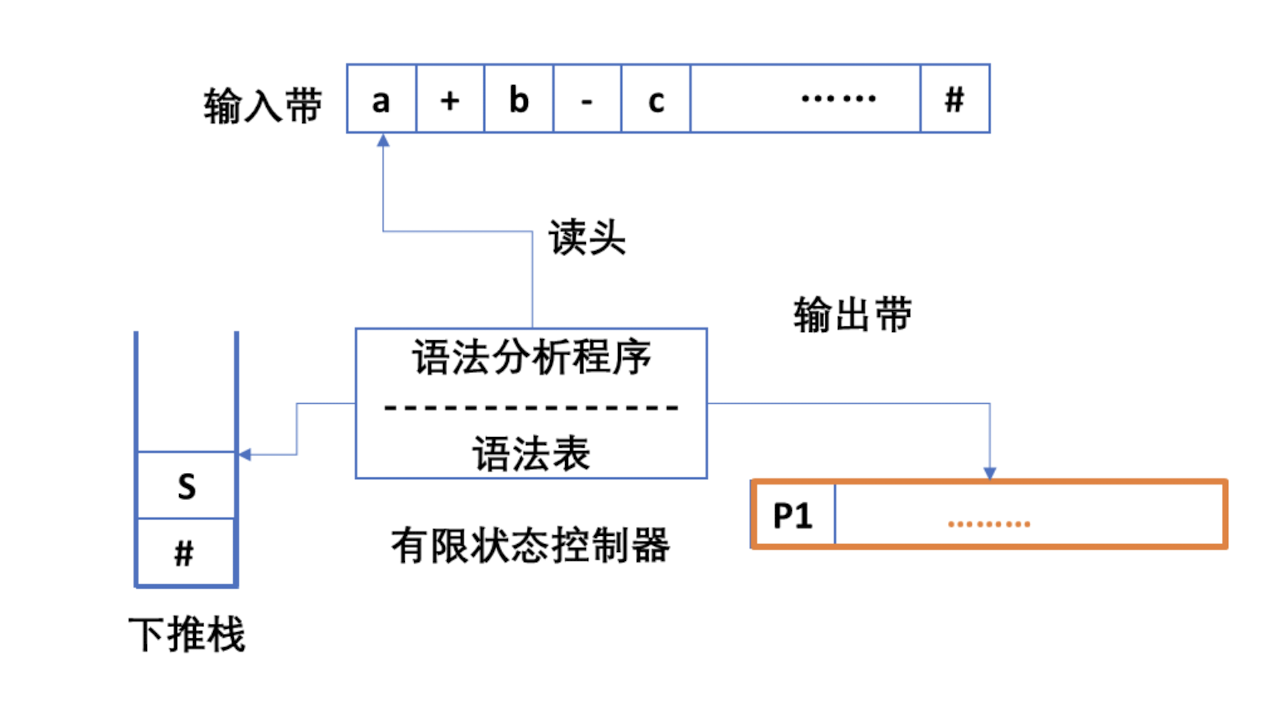 输入带 a + b - c …… #
读头
输出带
语法分析程序
---------------
语法表
S
#
P1 ………
有限状态控制器
下推栈